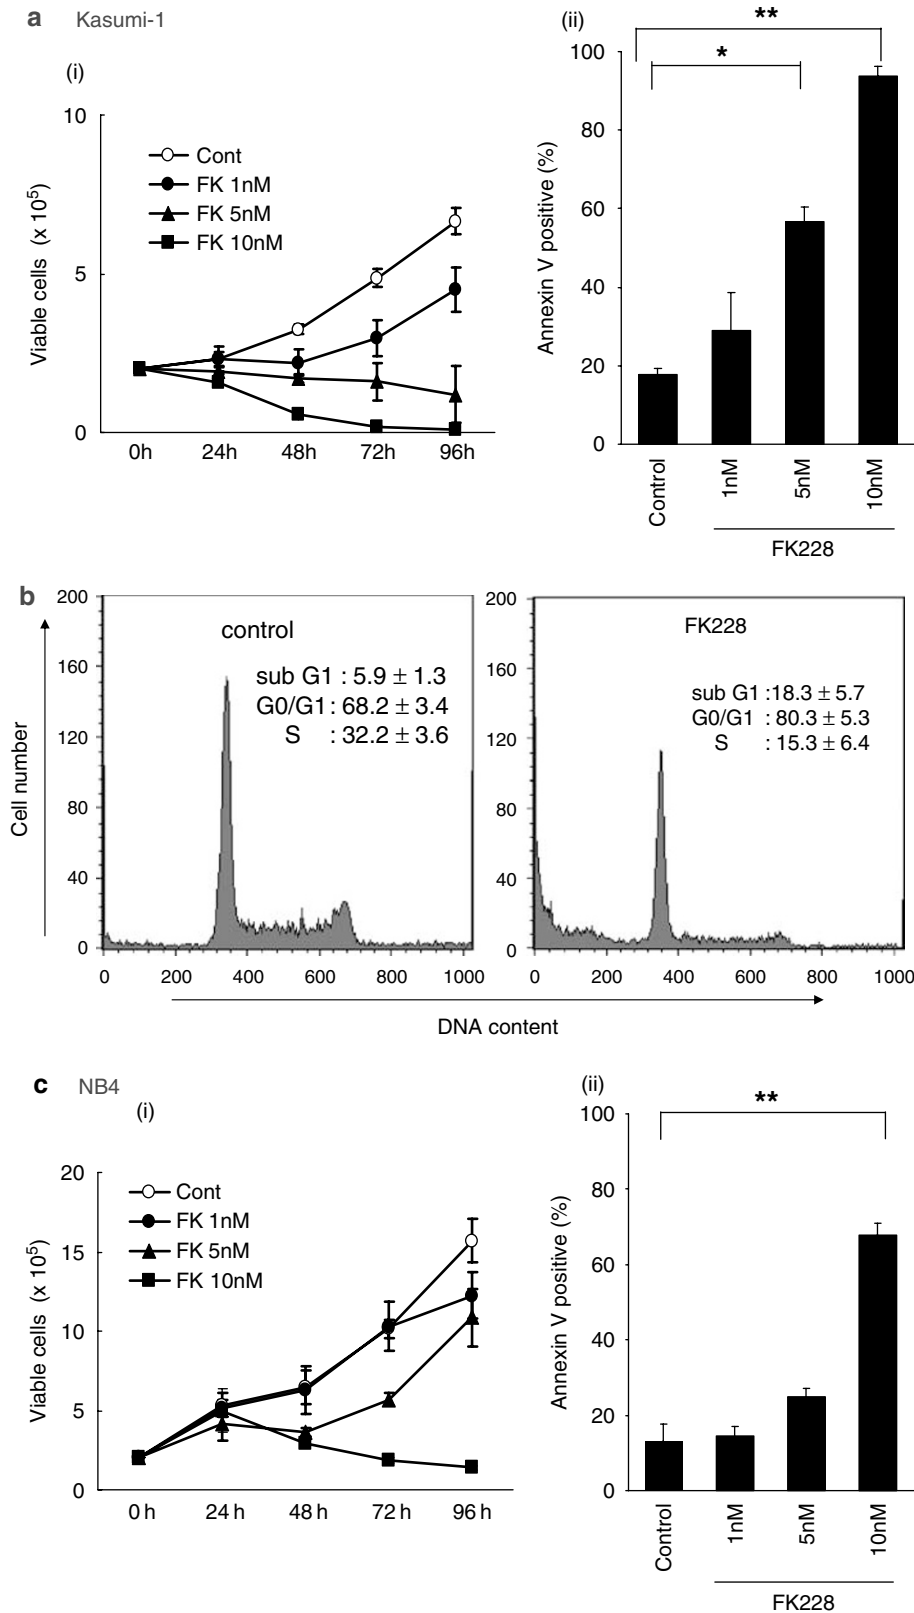 a Kasumi-1
(i)
10
5
0
Viable cells (x 10⁵)
Cont
FK 1nM
FK 5nM
FK 10nM
0h 24h 48h 72h 96h
(ii)
** 
*
100
80
60
40
20
0
Annexin V positive (%)
Control 1nM 5nM 10nM
FK228
b
200
160
120
80
40
0
Cell number
control
sub G1 : 5.9 ± 1.3
G0/G1 : 68.2 ± 3.4
S : 32.2 ± 3.6
0 200 400 600 800 1000
200
160
120
80
40
0
FK228
sub G1 :18.3 ± 5.7
G0/G1 : 80.3 ± 5.3
S : 15.3 ± 6.4
0 200 400 600 800 1000
DNA content
c NB4
(i)
20
15
10
5
0
Viable cells (x 10⁵)
Cont
FK 1nM
FK 5nM
FK 10nM
0 h 24 h 48 h 72 h 96 h
(ii)
**
100
80
60
40
20
0
Annexin V positive (%)
Control 1nM 5nM 10nM
FK228